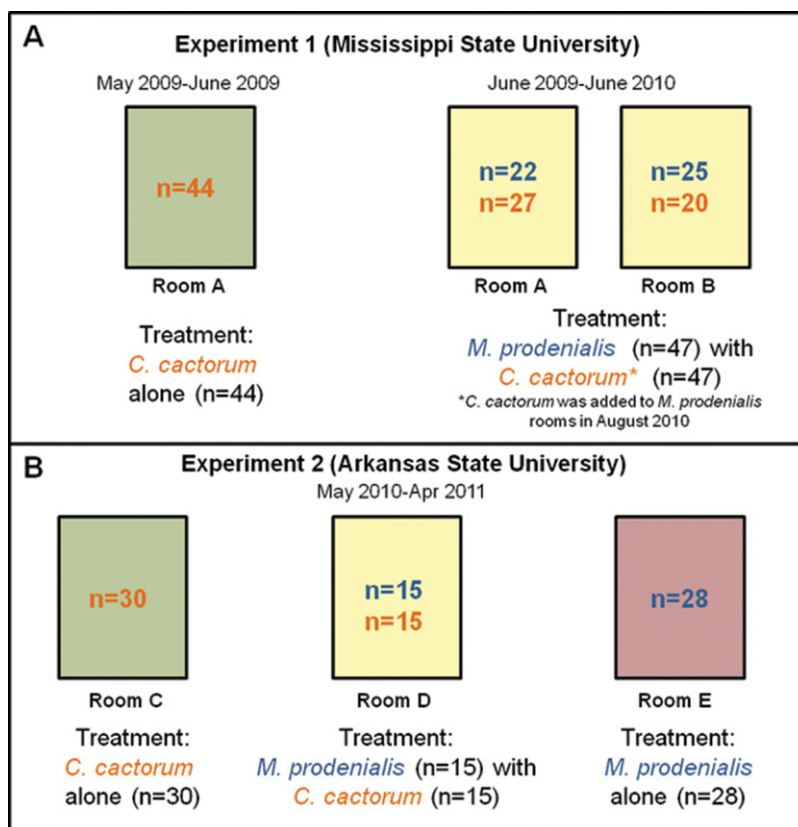 A
Experiment 1 (Mississippi State University)
May 2009-June 2009
June 2009-June 2010
n=44
n=22
n=27
n=25
n=20
Room A
Room A
Room B
Treatment:
C. cactorum
alone (n=44)
Treatment:
M. prodenialis (n=47) with
C. cactorum* (n=47)
*C. cactorum was added to M. prodenialis
rooms in August 2010
B
Experiment 2 (Arkansas State University)
May 2010-Apr 2011
n=30
n=15
n=15
n=28
Room C
Room D
Room E
Treatment:
C. cactorum
alone (n=30)
Treatment:
M. prodenialis (n=15) with
C. cactorum (n=15)
Treatment:
M. prodenialis
alone (n=28)